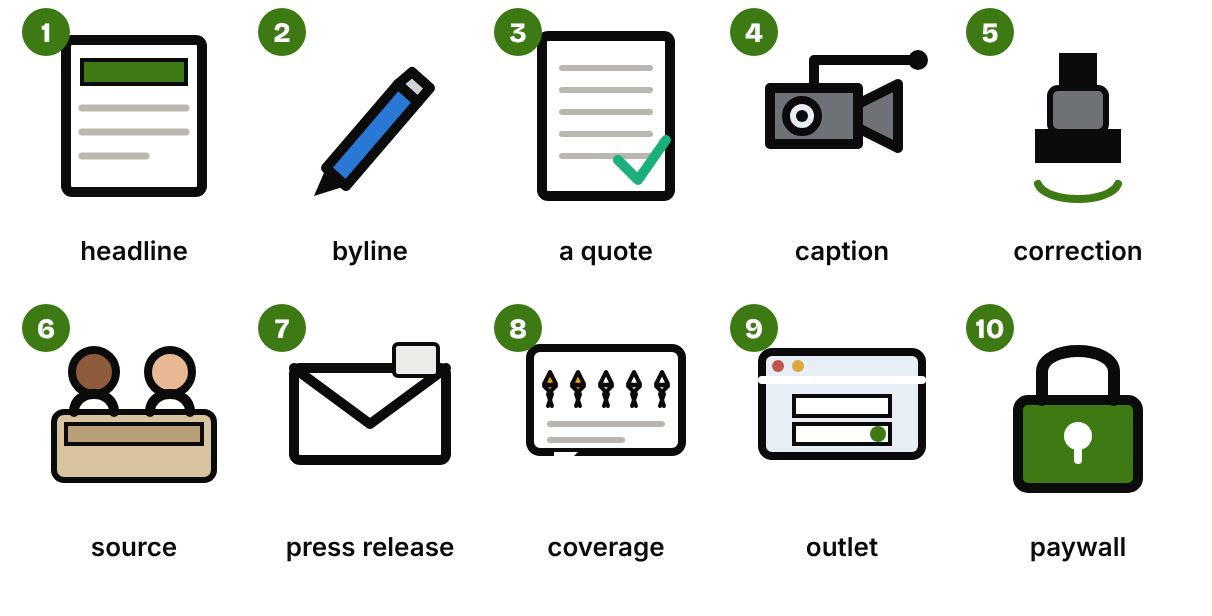 1
2
3
4
5
headline
byline
a quote
caption
correction
6
7
8
9
10
source
press release
coverage
outlet
paywall